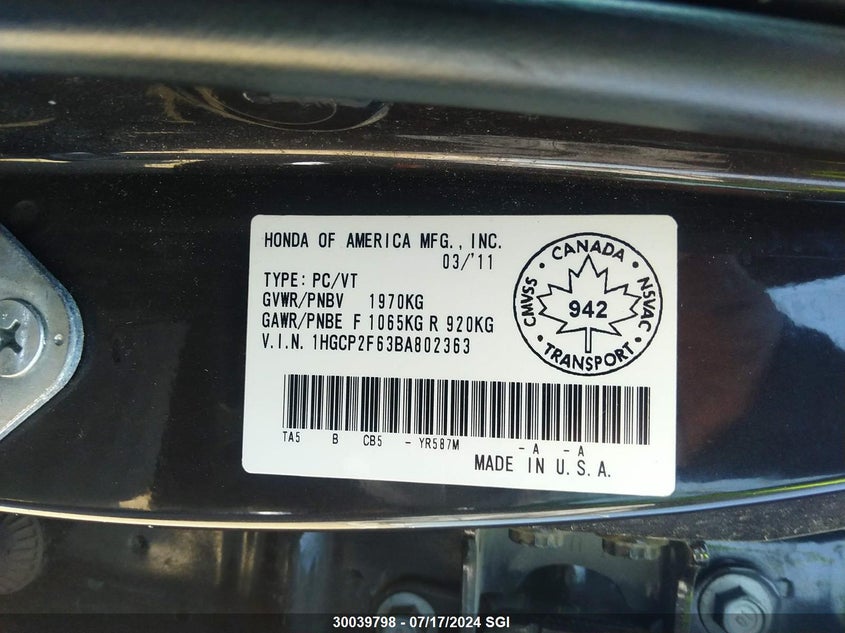 HONDA OF AMERICA MFG., INC.
03/'11
TYPE: PC/VT
GVWR/PNBV 1970KG
GAWR/PNBE F 1065KG R 920KG
V.I.N. 1HGCP2F63BA802363
CANADA
CMVSS
942
NSVAC
TRANSPORT
TA5 B CB5 - YR587M - A - A
MADE IN U.S.A.
30039798 - 07/17/2024 SGI